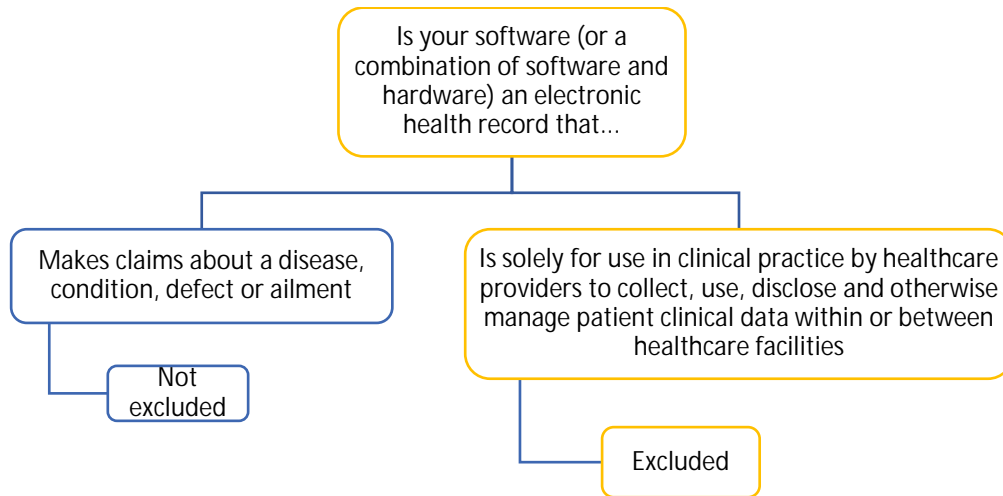 Is your software (or a
combination of software and
hardware) an electronic
health record that...
Makes claims about a disease,
condition, defect or ailment
Is solely for use in clinical practice by healthcare
providers to collect, use, disclose and otherwise
manage patient clinical data within or between
healthcare facilities
Not
excluded
Excluded